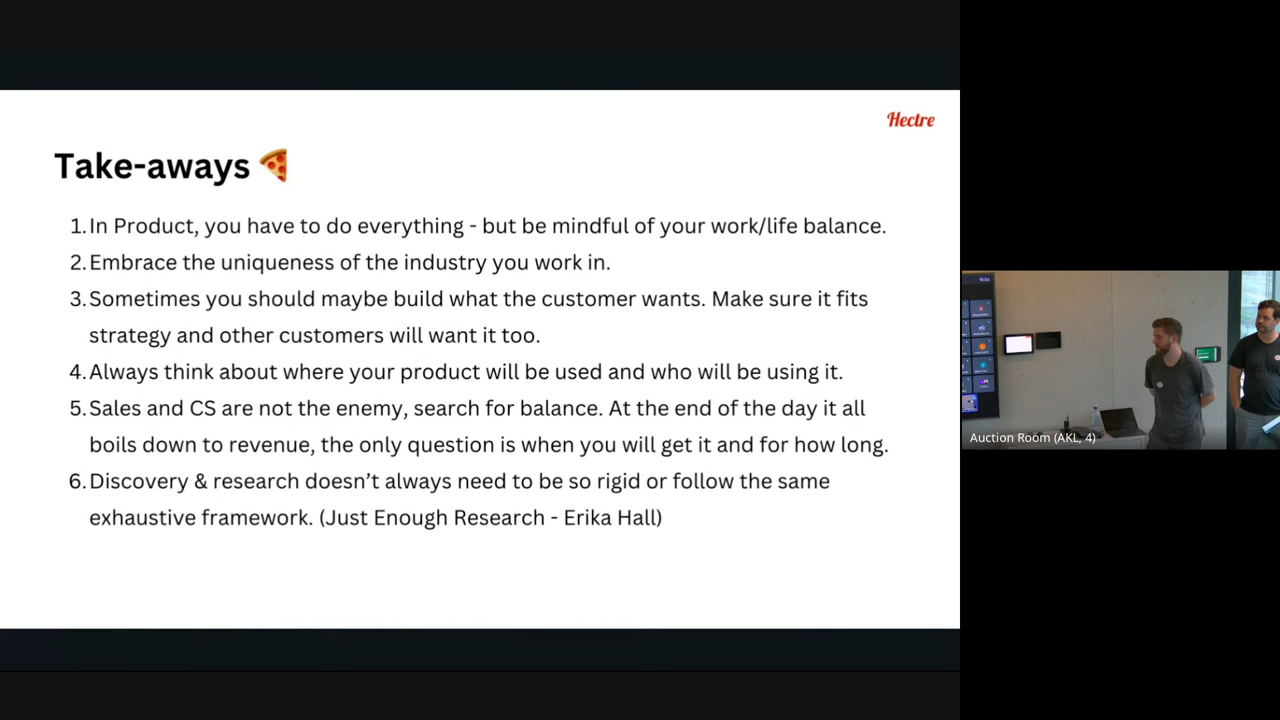 Hectre
Take-aways
1. In Product, you have to do everything - but be mindful of your work/life balance.
2. Embrace the uniqueness of the industry you work in.
3. Sometimes you should maybe build what the customer wants. Make sure it fits
strategy and other customers will want it too.
4. Always think about where your product will be used and who will be using it.
5. Sales and CS are not the enemy, search for balance. At the end of the day it all
boils down to revenue, the only question is when you will get it and for how long.
6. Discovery & research doesn’t always need to be so rigid or follow the same
exhaustive framework. (Just Enough Research - Erika Hall)
Auction Room (AKL, 4)